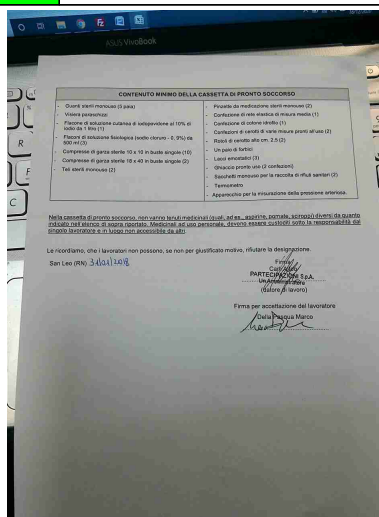 ASUS VivoBook
CONTENUTO MINIMO DELLA CASSETTA DI PRONTO SOCCORSO
- Guanti sterili monouso (5 paia)
- Visiera paraschizzi
- Flacone di soluzione cutanea di iodopovidone al 10% di
iodio da 1 litro (1)
- Flaconi di soluzione fisiologica (sodio cloruro - 0, 9%) da
500 ml (3)
- Compresse di garza sterile 10 x 10 in buste singole (10)
- Compresse di garza sterile 18 x 40 in buste singole (2)
- Teli sterili monouso (2)
- Pinzette da medicazione sterili monouso (2)
- Confezione di rete elastica di misura media (1)
- Confezione di cotone idrofilo (1)
- Confezioni di cerotti di varie misure pronti all'uso (2)
- Rotoli di cerotto alto cm. 2,5 (2)
- Un paio di forbici
- Lacci emostatici (3)
- Ghiaccio pronto uso (2 confezioni)
- Sacchetti monouso per la raccolta di rifiuti sanitari (2)
- Termometro
- Apparecchio per la misurazione della pressione arteriosa.
Nella cassetta di pronto soccorso, non vanno tenuti medicinali (quali, ad es., aspirine, pomate, sciroppi) diversi da quanto
indicato nell'elenco di sopra riportato. Medicinali ad uso personale, devono essere custoditi sotto la responsabilità del
singolo lavoratore e in luogo non accessibile da altri.
Le ricordiamo, che i lavoratori non possono, se non per giustificato motivo, rifiutare la designazione.
San Leo (RN)
Firma
PARTECIPAZIONI S.p.A.
Un Amministratore
(datore di lavoro)
Firma per accettazione del lavoratore
Della Pasqua Marco